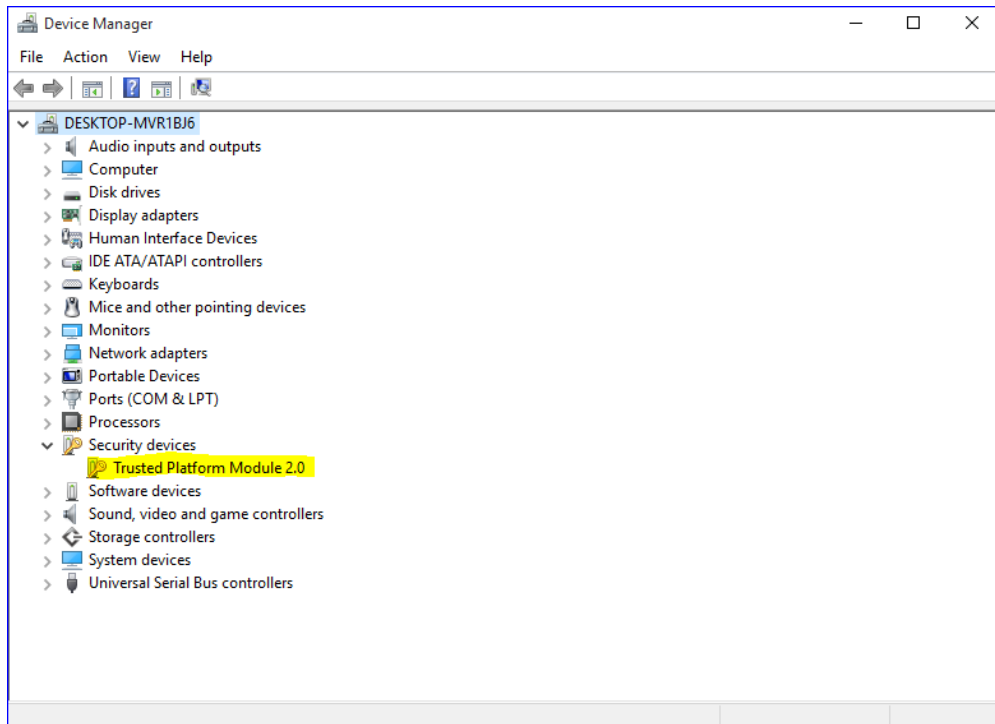 Device Manager
File Action View Help
DESKTOP-MVR1BJ6
Audio inputs and outputs
Computer
Disk drives
Display adapters
Human Interface Devices
IDE ATA/ATAPI controllers
Keyboards
Mice and other pointing devices
Monitors
Network adapters
Portable Devices
Ports (COM & LPT)
Processors
Security devices
Trusted Platform Module 2.0
Software devices
Sound, video and game controllers
Storage controllers
System devices
Universal Serial Bus controllers